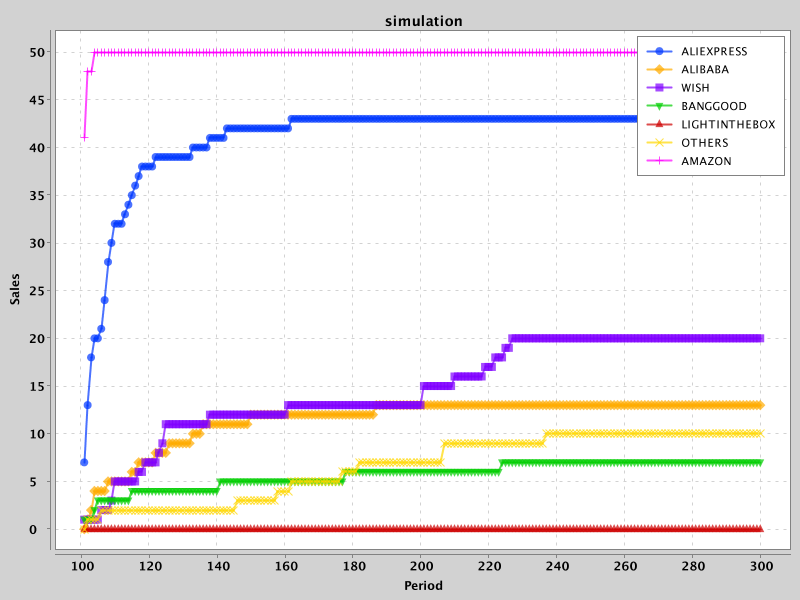 simulation
50
45
35
30
25
20
15
10
5
0
Sales
ALIEXPRESS
ALIBABA
WISH
BANGGOOD
LIGHTINTHEBOX
OTHERS
AMAZON
100 120 140 160 180 200 220 240 260 280 300
Period